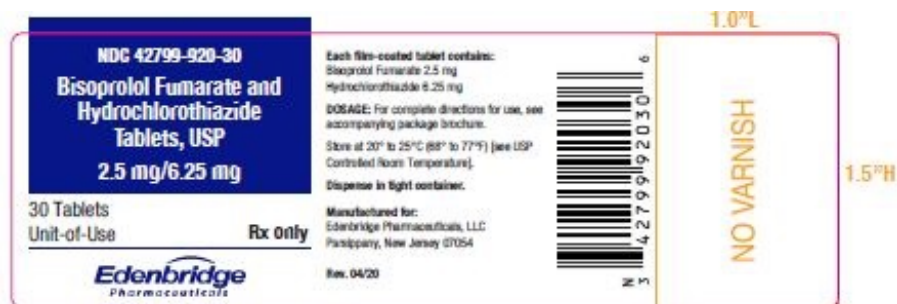 NDC 42799-920-30
Bisoprolol Fumarate and
Hydrochlorothiazide
Tablets, USP
2.5 mg/6.25 mg
30 Tablets
Unit-of-Use
Rx only
Edenbridge
Pharmaceuticals
Each film-coated tablet contains:
Bisoprolol Fumarate 2.5 mg
Hydrochlorothiazide 6.25 mg
DOSAGE: For complete directions for use, see
accompanying package brochure.
Store at 20° to 25°C (68° to 77°F) [see USP
Controlled Room Temperature].
Dispense in tight container.
Manufactured for:
Edenbridge Pharmaceuticals, LLC
Parsippany, New Jersey 07054
Rev. 04/20
N 3 42799 92030 6
1.0"L
NO VARNISH
1.5"H